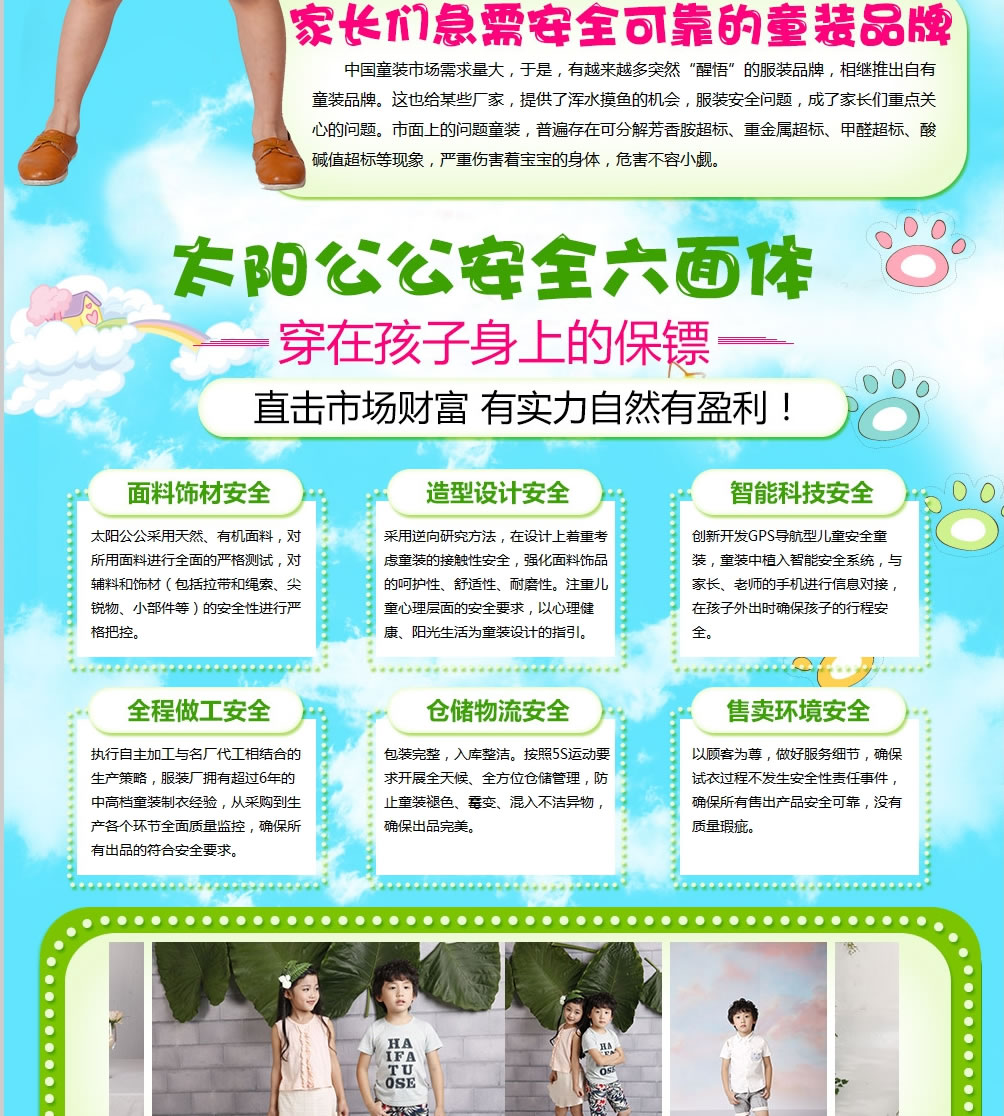 家长们急需安全可靠的童装品牌
中国童装市场需求量大，于是，有越来越多突然“醒悟”的服装品牌，相继推出自有
童装品牌。这也给某些厂家，提供了浑水摸鱼的机会，服装安全问题，成了家长们重点关
心的问题。市面上的问题童装，普遍存在可分解芳香胺超标、重金属超标、甲醛超标、酸
碱值超标等现象，严重伤害着宝宝的身体，危害不容小觑。
太阳公公安全六面体
穿在孩子身上的保镖
直击市场财富 有实力自然有盈利！
面料饰材安全
太阳公公采用天然、有机面料，对
所用面料进行全面的严格测试，对
辅料和饰材（包括拉带和绳索、尖
锐物、小部件等）的安全性进行严
格把控。
造型设计安全
采用逆向研究方法，在设计上着重考
虑童装的接触性安全，强化面料饰品
的呵护性、舒适性、耐磨性。注重儿
童心理层面的安全要求，以心理健
康、阳光生活为童装设计的指引。
智能科技安全
创新开发GPS导航型儿童安全童
装，童装中植入智能安全系统，与
家长、老师的手机进行信息对接，
在孩子外出时确保孩子的行程安
全。
全程做工安全
执行自主加工与名厂代工相结合的
生产策略，服装厂拥有超过6年的
中高档童装制衣经验，从采购到生
产各个环节全面质量监控，确保所
有出品的符合安全要求。
仓储物流安全
包装完整，入库整洁。按照5S运动要
求开展全天候、全方位仓储管理，防
止童装褪色、霉变、混入不洁异物，
确保出品完美。
售卖环境安全
以顾客为尊，做好服务细节，确保
试衣过程不发生安全性责任事件，
确保所有售出产品安全可靠，没有
质量瑕疵。
HA
IFA
TU
OSE
HA
IFA
TU
OSE